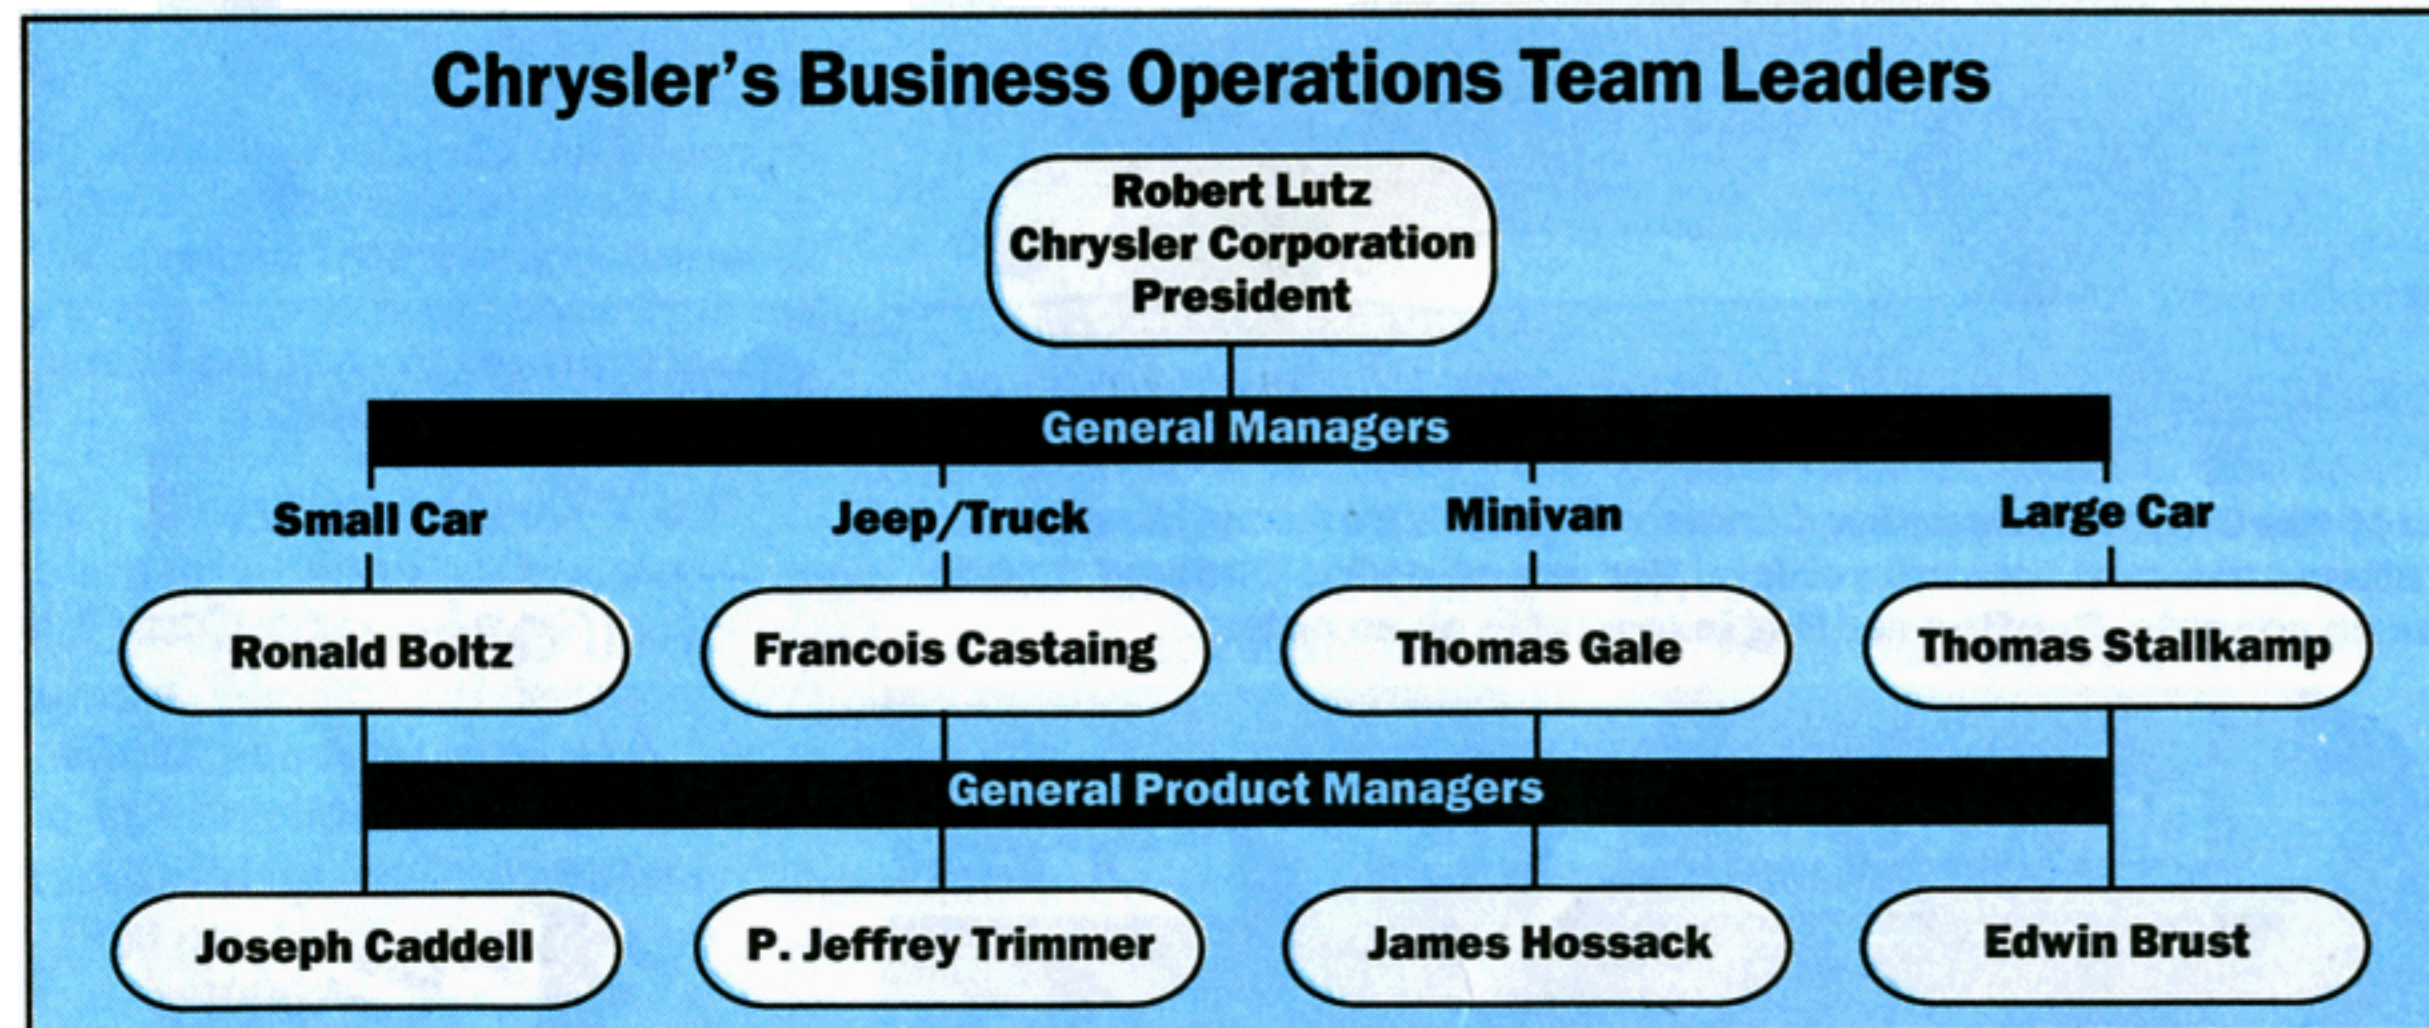 Chrysler's Business Operations Team Leaders
Robert Lutz
Chrysler Corporation
President
General Managers
Small Car
Jeep/Truck
Minivan
Large Car
Ronald Boltz
Francois Castaing
Thomas Gale
Thomas Stallkamp
General Product Managers
Joseph Caddell
P. Jeffrey Trimmer
James Hossack
Edwin Brust